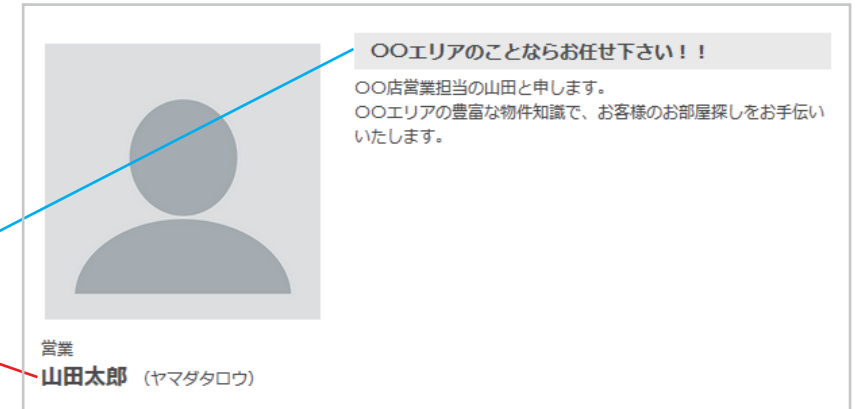 〇〇エリアのことならお任せ下さい！！
〇〇店営業担当の山田と申します。
〇〇エリアの豊富な物件知識で、お客様のお部屋探しをお手伝い
いたします。
営業
山田太郎 （ヤマダタロウ）